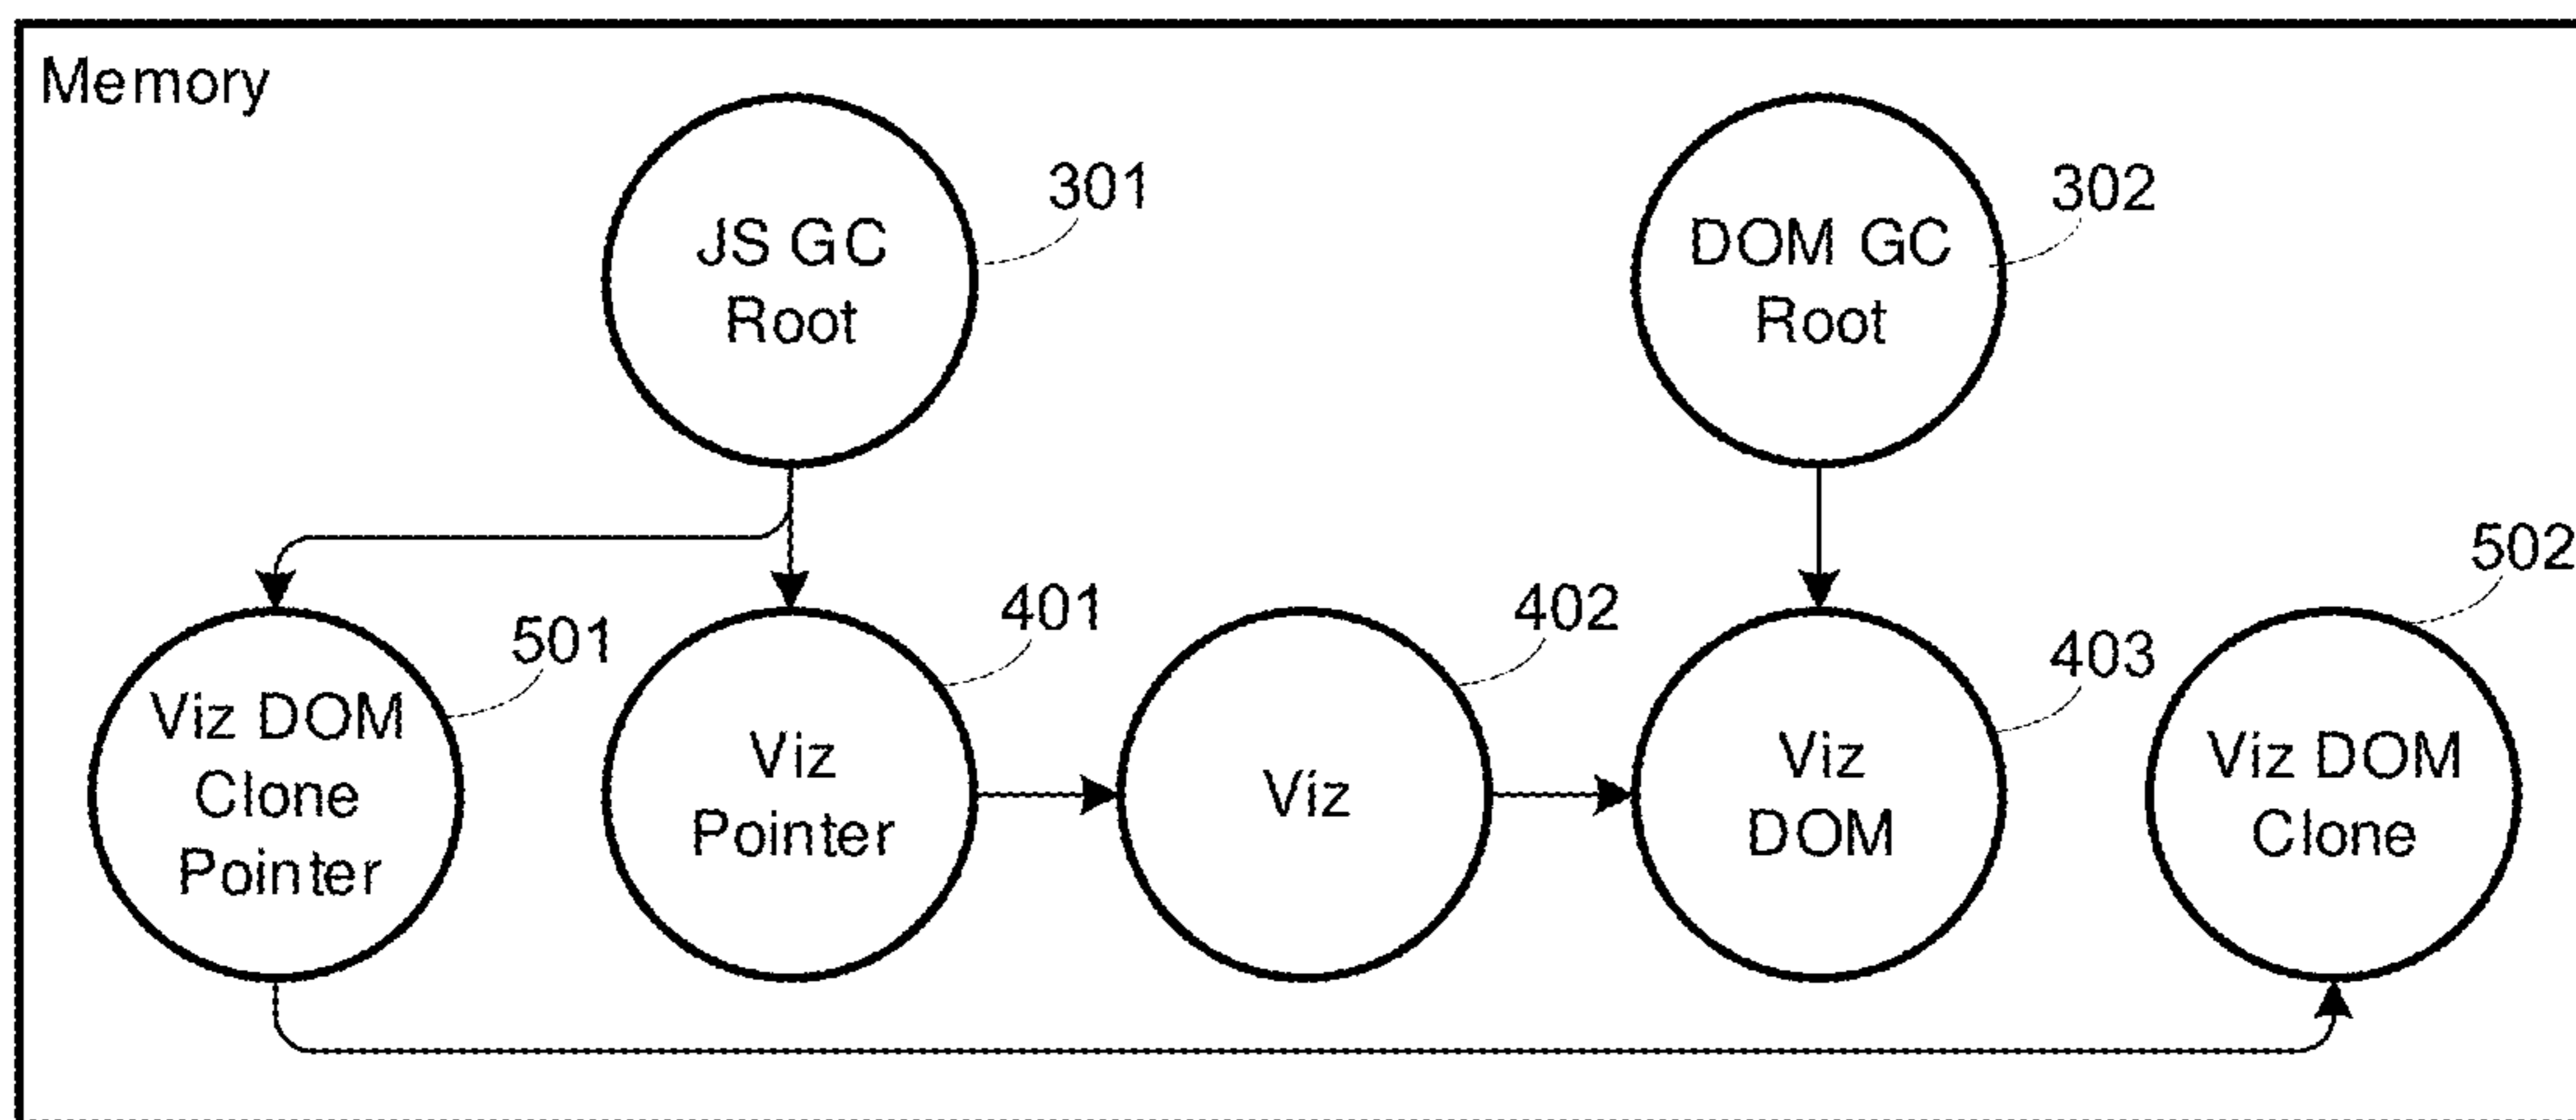 Memory
JS GC
Root
301
DOM GC
Root
302
Viz DOM
Clone
Pointer
501
Viz
Pointer
401
Viz
402
Viz
DOM
403
Viz DOM
Clone
502